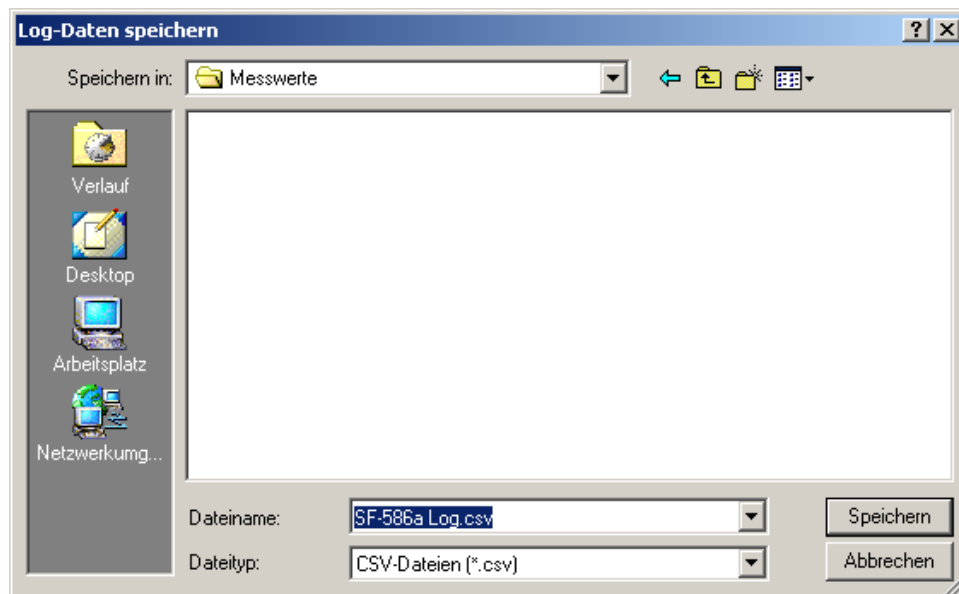 Log-Daten speichern
Speichern in:
Messwerte
Verlauf
Desktop
Arbeitsplatz
Netzwerkumg...
Dateiname:
SF-586a Log.csv
Speichern
Dateityp:
CSV-Dateien (*.csv)
Abbrechen